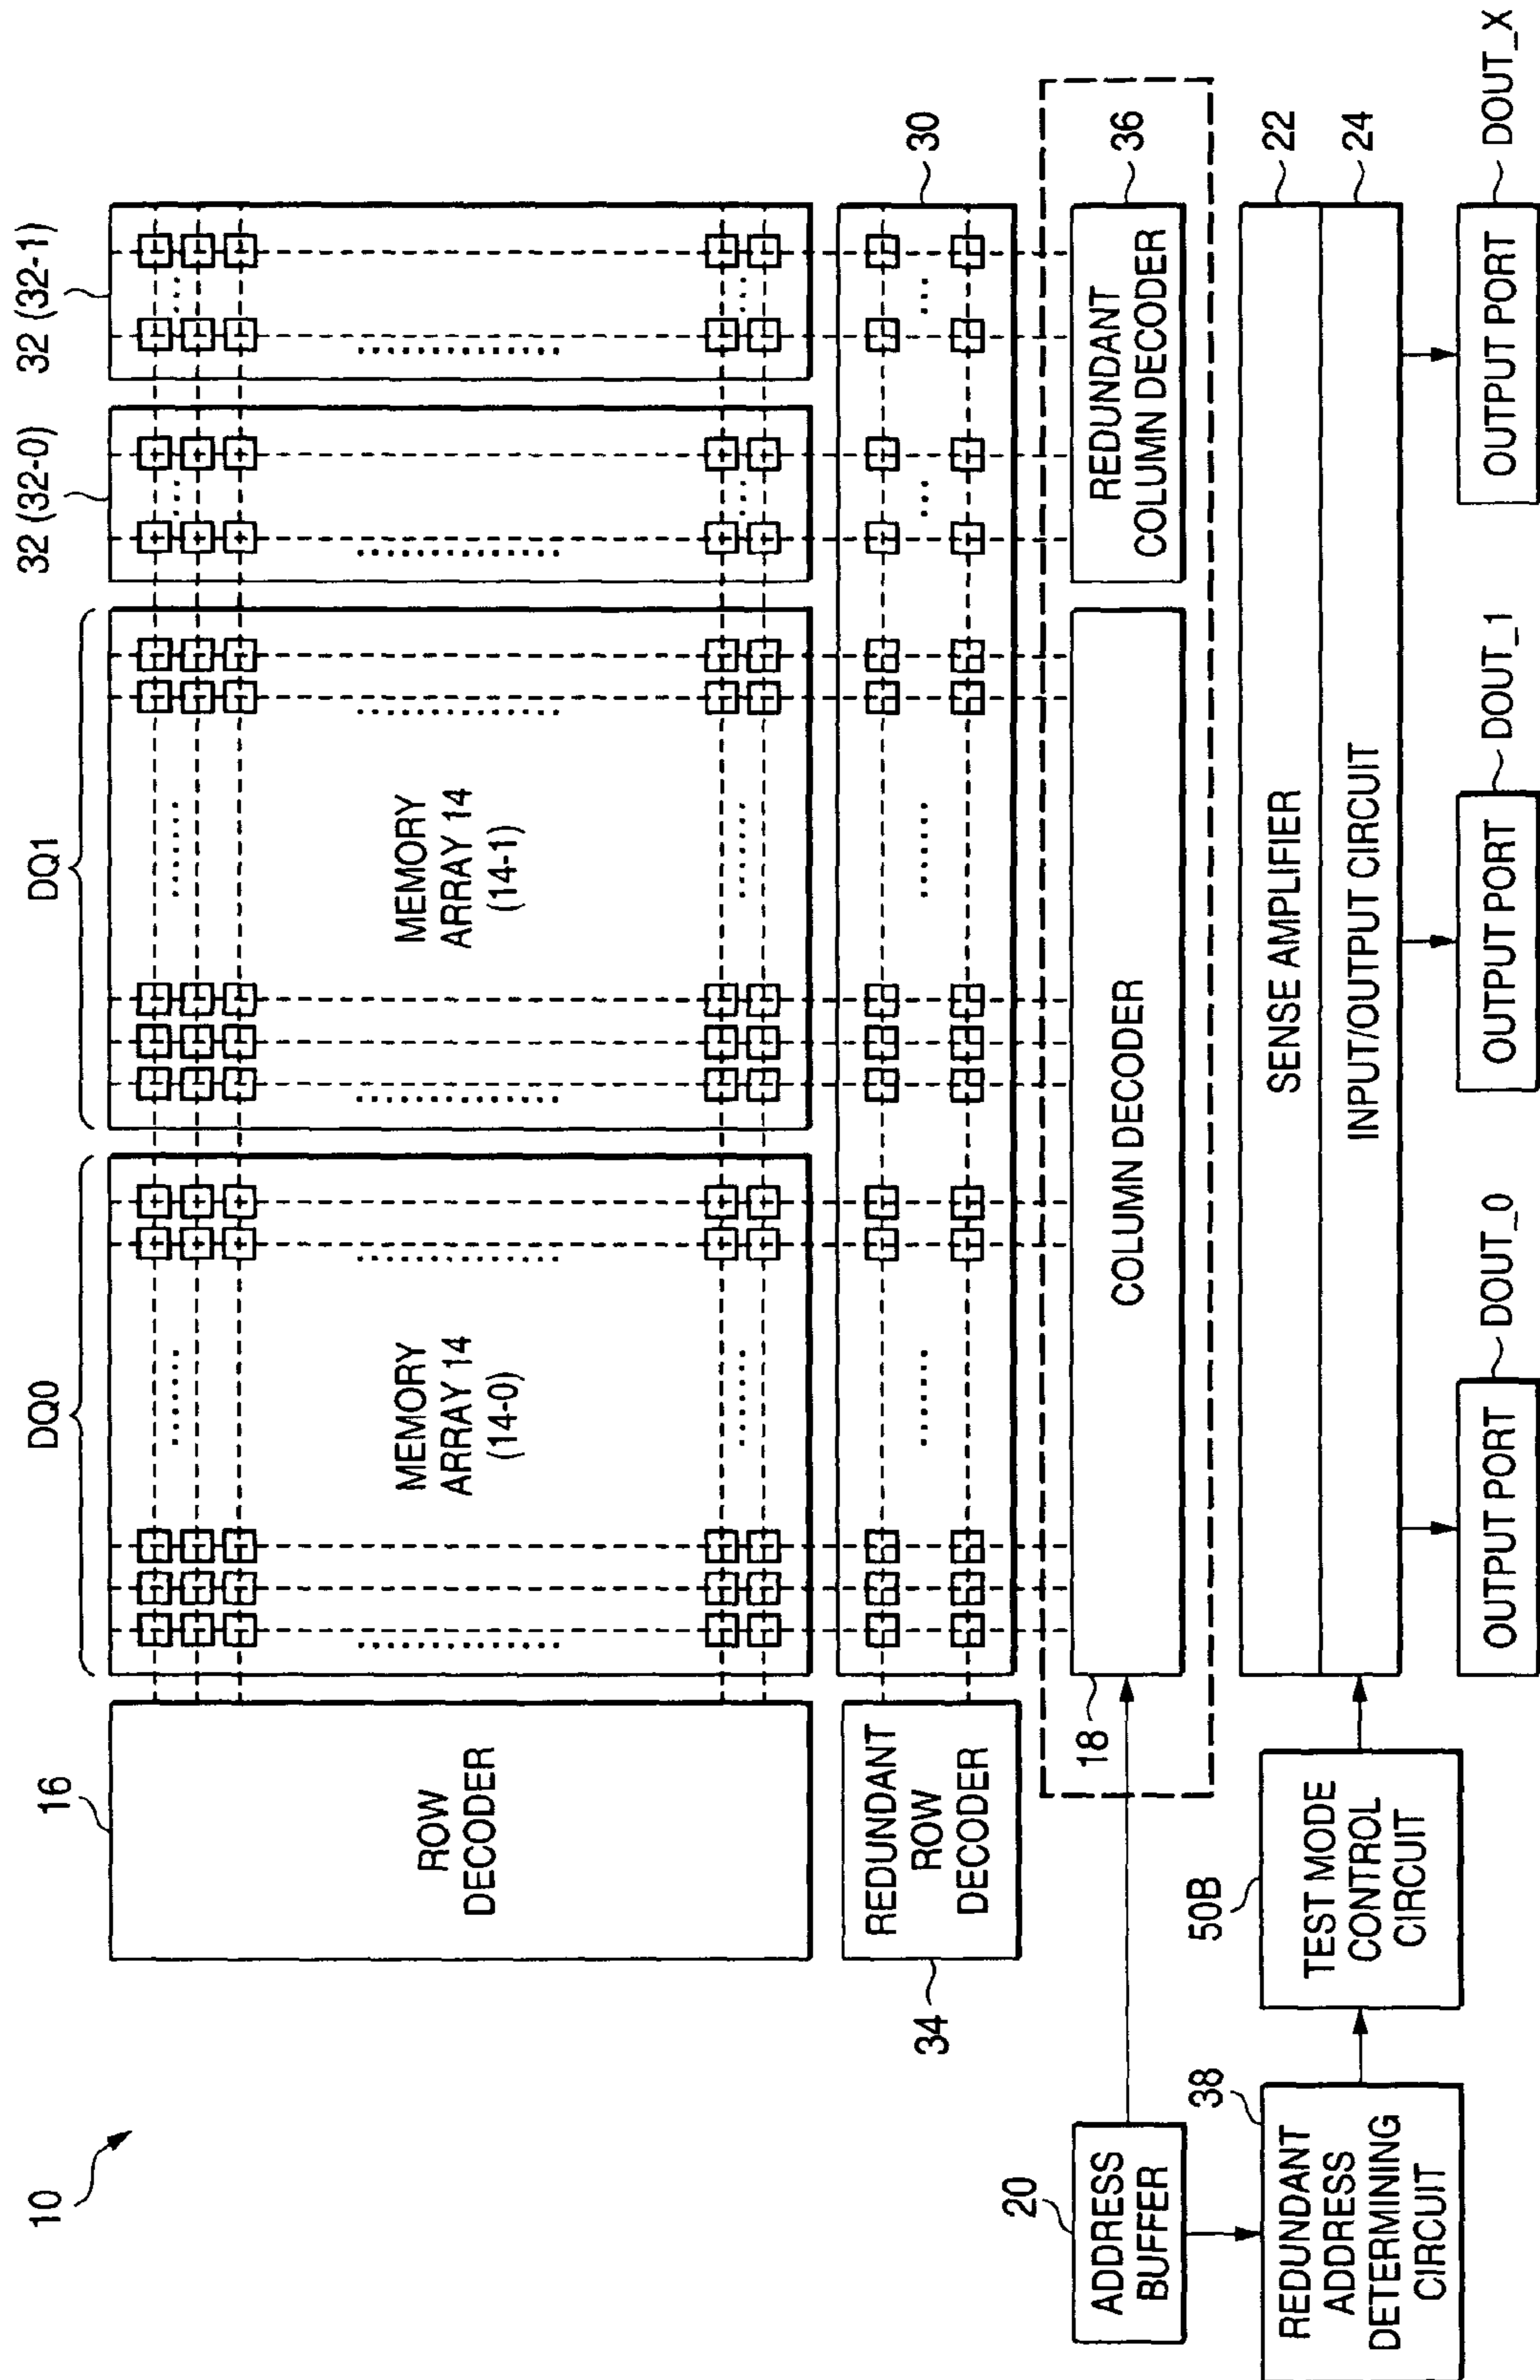 10
DQ0
DQ1
32 (32-0)
32 (32-1)
16
ROW
DECODER
MEMORY
ARRAY 14
(14-0)
MEMORY
ARRAY 14
(14-1)
REDUNDANT
ROW
DECODER
34
30
20
ADDRESS
BUFFER
18
COLUMN DECODER
REDUNDANT
COLUMN DECODER
36
38
REDUNDANT
ADDRESS
DETERMINING
CIRCUIT
50B
TEST MODE
CONTROL
CIRCUIT
SENSE AMPLIFIER
22
INPUT/OUTPUT CIRCUIT
24
OUTPUT PORT
DOUT_0
OUTPUT PORT
DOUT_1
OUTPUT PORT
DOUT_X